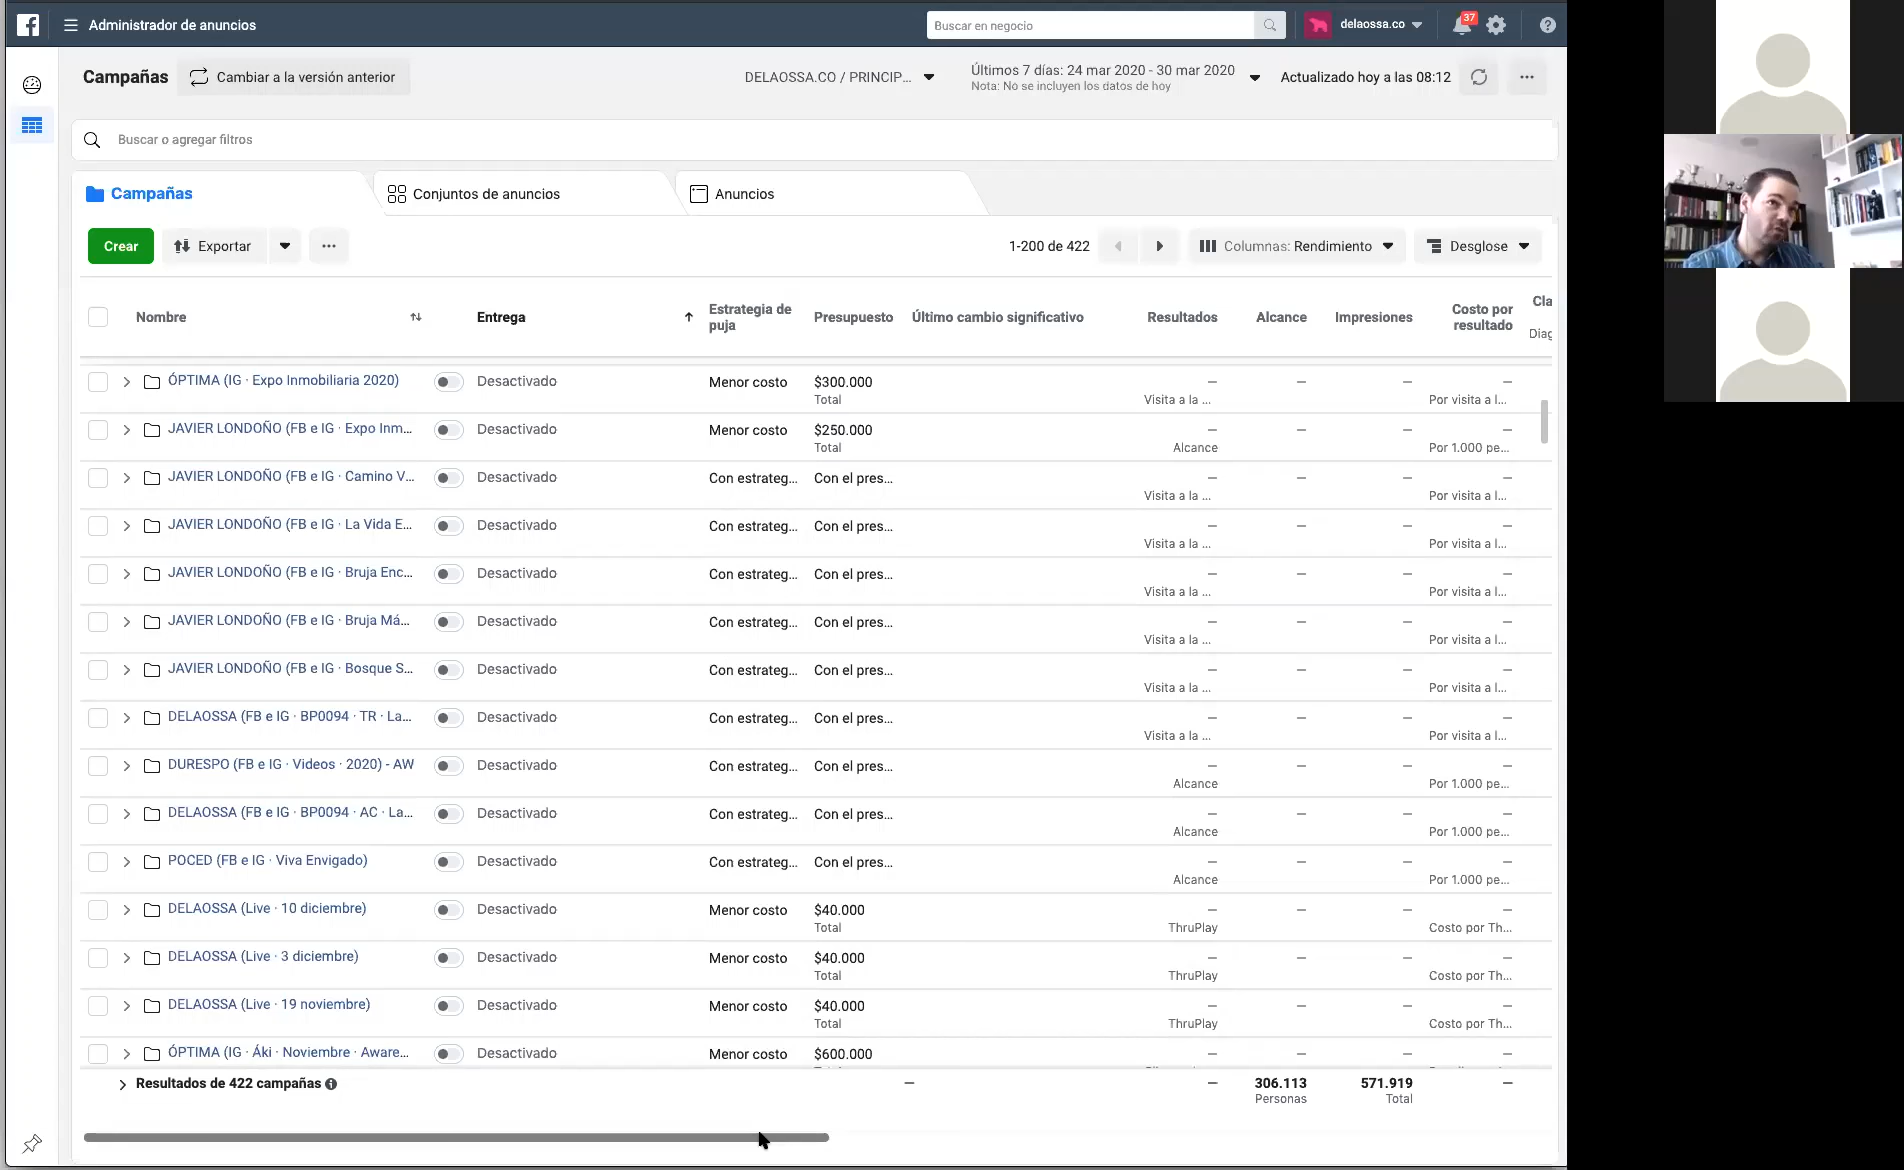 Administrador de anuncios
Buscar en negocio
delaossa.co
37
Campañas
Cambiar a la versión anterior
DELAOSSA.CO / PRINCIP...
Últimos 7 días: 24 mar 2020 - 30 mar 2020
Nota: No se incluyen los datos de hoy
Actualizado hoy a las 08:12
Buscar o agregar filtros
Campañas
Conjuntos de anuncios
Anuncios
Crear
Exportar
1-200 de 422
Columnas: Rendimiento
Desglose
Nombre
Entrega
Estrategia de puja
Presupuesto
Último cambio significativo
Resultados
Alcance
Impresiones
Costo por resultado
Cla
Diag
ÓPTIMA (IG · Expo Inmobiliaria 2020) Desactivado Menor costo $300.000 — — — —
Total Visita a la ... Por visita a l...
JAVIER LONDOÑO (FB e IG · Expo Inm... Desactivado Menor costo $250.000 — — — —
Total Alcance Por 1.000 pe...
JAVIER LONDOÑO (FB e IG · Camino V... Desactivado Con estrateg... Con el pres... — — — —
Visita a la ... Por visita a l...
JAVIER LONDOÑO (FB e IG · La Vida E... Desactivado Con estrateg... Con el pres... — — — —
Visita a la ... Por visita a l...
JAVIER LONDOÑO (FB e IG · Bruja Enc... Desactivado Con estrateg... Con el pres... — — — —
Visita a la ... Por visita a l...
JAVIER LONDOÑO (FB e IG · Bruja Má... Desactivado Con estrateg... Con el pres... — — — —
Visita a la ... Por visita a l...
JAVIER LONDOÑO (FB e IG · Bosque S... Desactivado Con estrateg... Con el pres... — — — —
Visita a la ... Por visita a l...
DELAOSSA (FB e IG · BP0094 · TR · La... Desactivado Con estrateg... Con el pres... — — — —
Visita a la ... Por visita a l...
DURESPO (FB e IG · Videos · 2020) - AW Desactivado Con estrateg... Con el pres... — — — —
Alcance Por 1.000 pe...
DELAOSSA (FB e IG · BP0094 · AC · La... Desactivado Con estrateg... Con el pres... — — — —
Alcance Por 1.000 pe...
POCED (FB e IG · Viva Envigado) Desactivado Con estrateg... Con el pres... — — — —
Alcance Por 1.000 pe...
DELAOSSA (Live · 10 diciembre) Desactivado Menor costo $40.000 — — — —
Total ThruPlay Costo por Th...
DELAOSSA (Live · 3 diciembre) Desactivado Menor costo $40.000 — — — —
Total ThruPlay Costo por Th...
DELAOSSA (Live · 19 noviembre) Desactivado Menor costo $40.000 — — — —
Total ThruPlay Costo por Th...
ÓPTIMA (IG · Áki · Noviembre · Aware... Desactivado Menor costo $600.000 — — — —
Resultados de 422 campañas — — 306.113 571.919 —
Personas Total